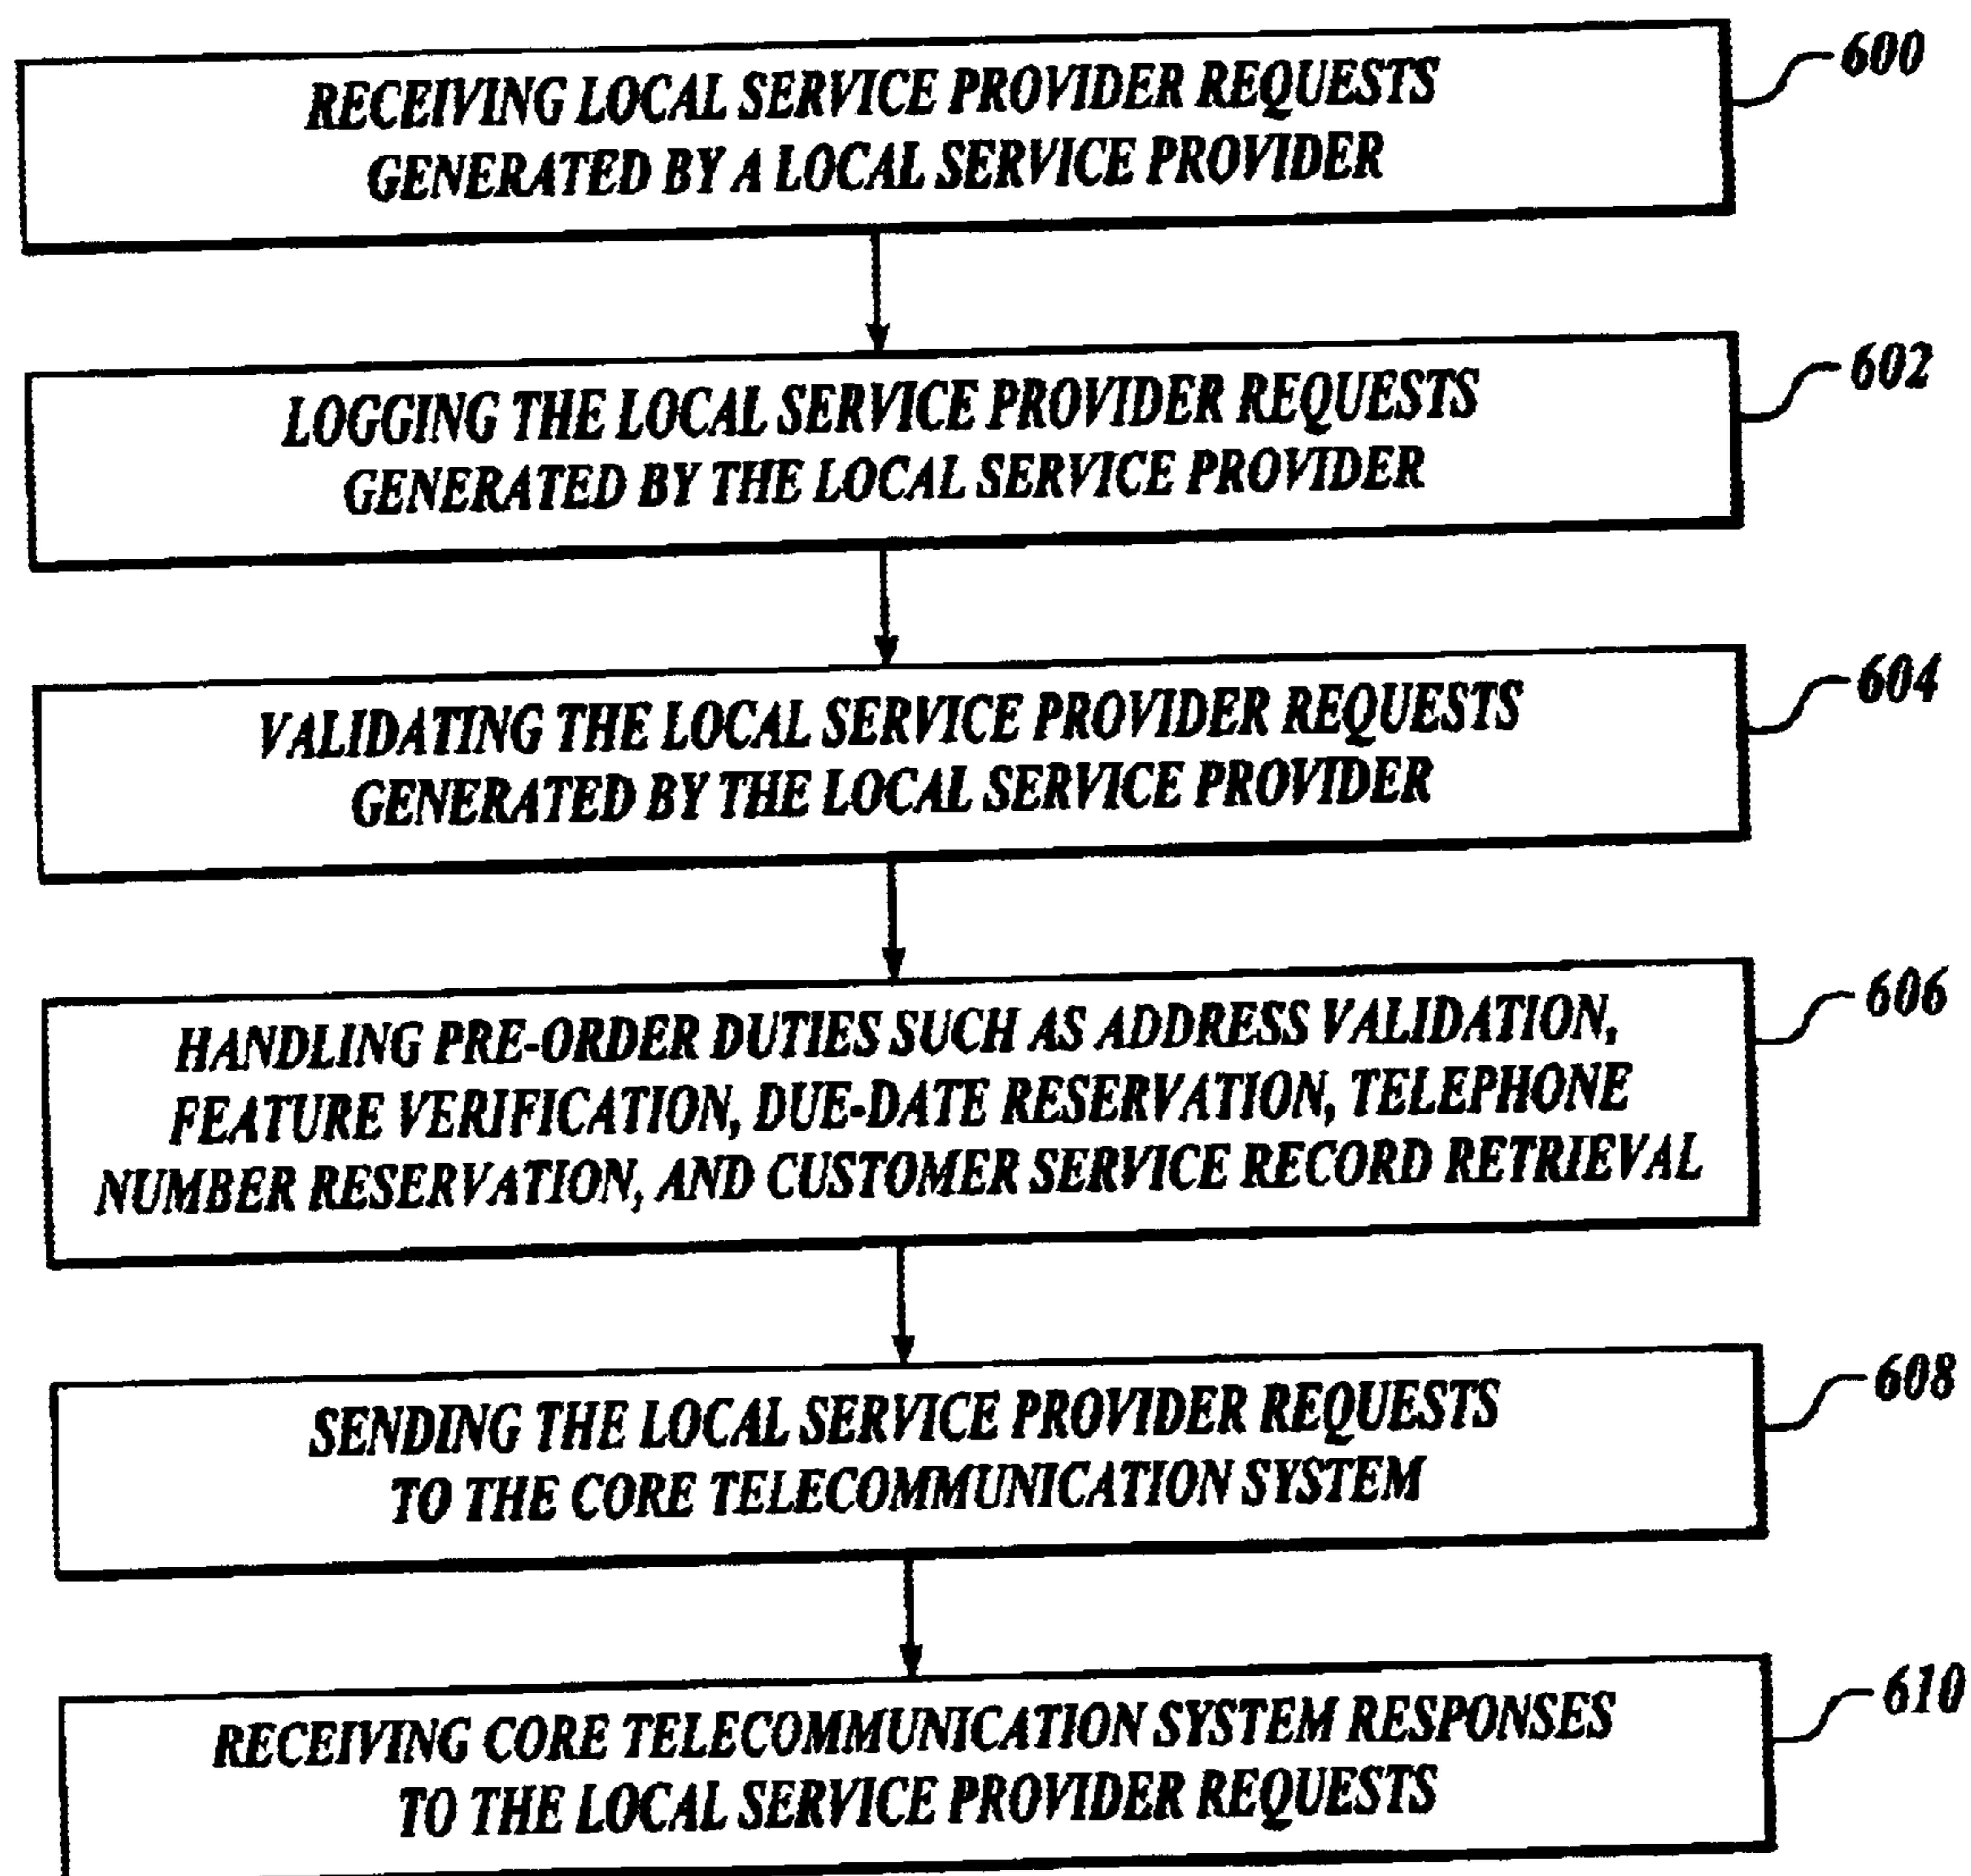 RECEIVING LOCAL SERVICE PROVIDER REQUESTS
GENERATED BY A LOCAL SERVICE PROVIDER
600
LOGGING THE LOCAL SERVICE PROVIDER REQUESTS
GENERATED BY THE LOCAL SERVICE PROVIDER
602
VALIDATING THE LOCAL SERVICE PROVIDER REQUESTS
GENERATED BY THE LOCAL SERVICE PROVIDER
604
HANDLING PRE-ORDER DUTIES SUCH AS ADDRESS VALIDATION,
FEATURE VERIFICATION, DUE-DATE RESERVATION, TELEPHONE
NUMBER RESERVATION, AND CUSTOMER SERVICE RECORD RETRIEVAL
606
SENDING THE LOCAL SERVICE PROVIDER REQUESTS
TO THE CORE TELECOMMUNICATION SYSTEM
608
RECEIVING CORE TELECOMMUNICATION SYSTEM RESPONSES
TO THE LOCAL SERVICE PROVIDER REQUESTS
610